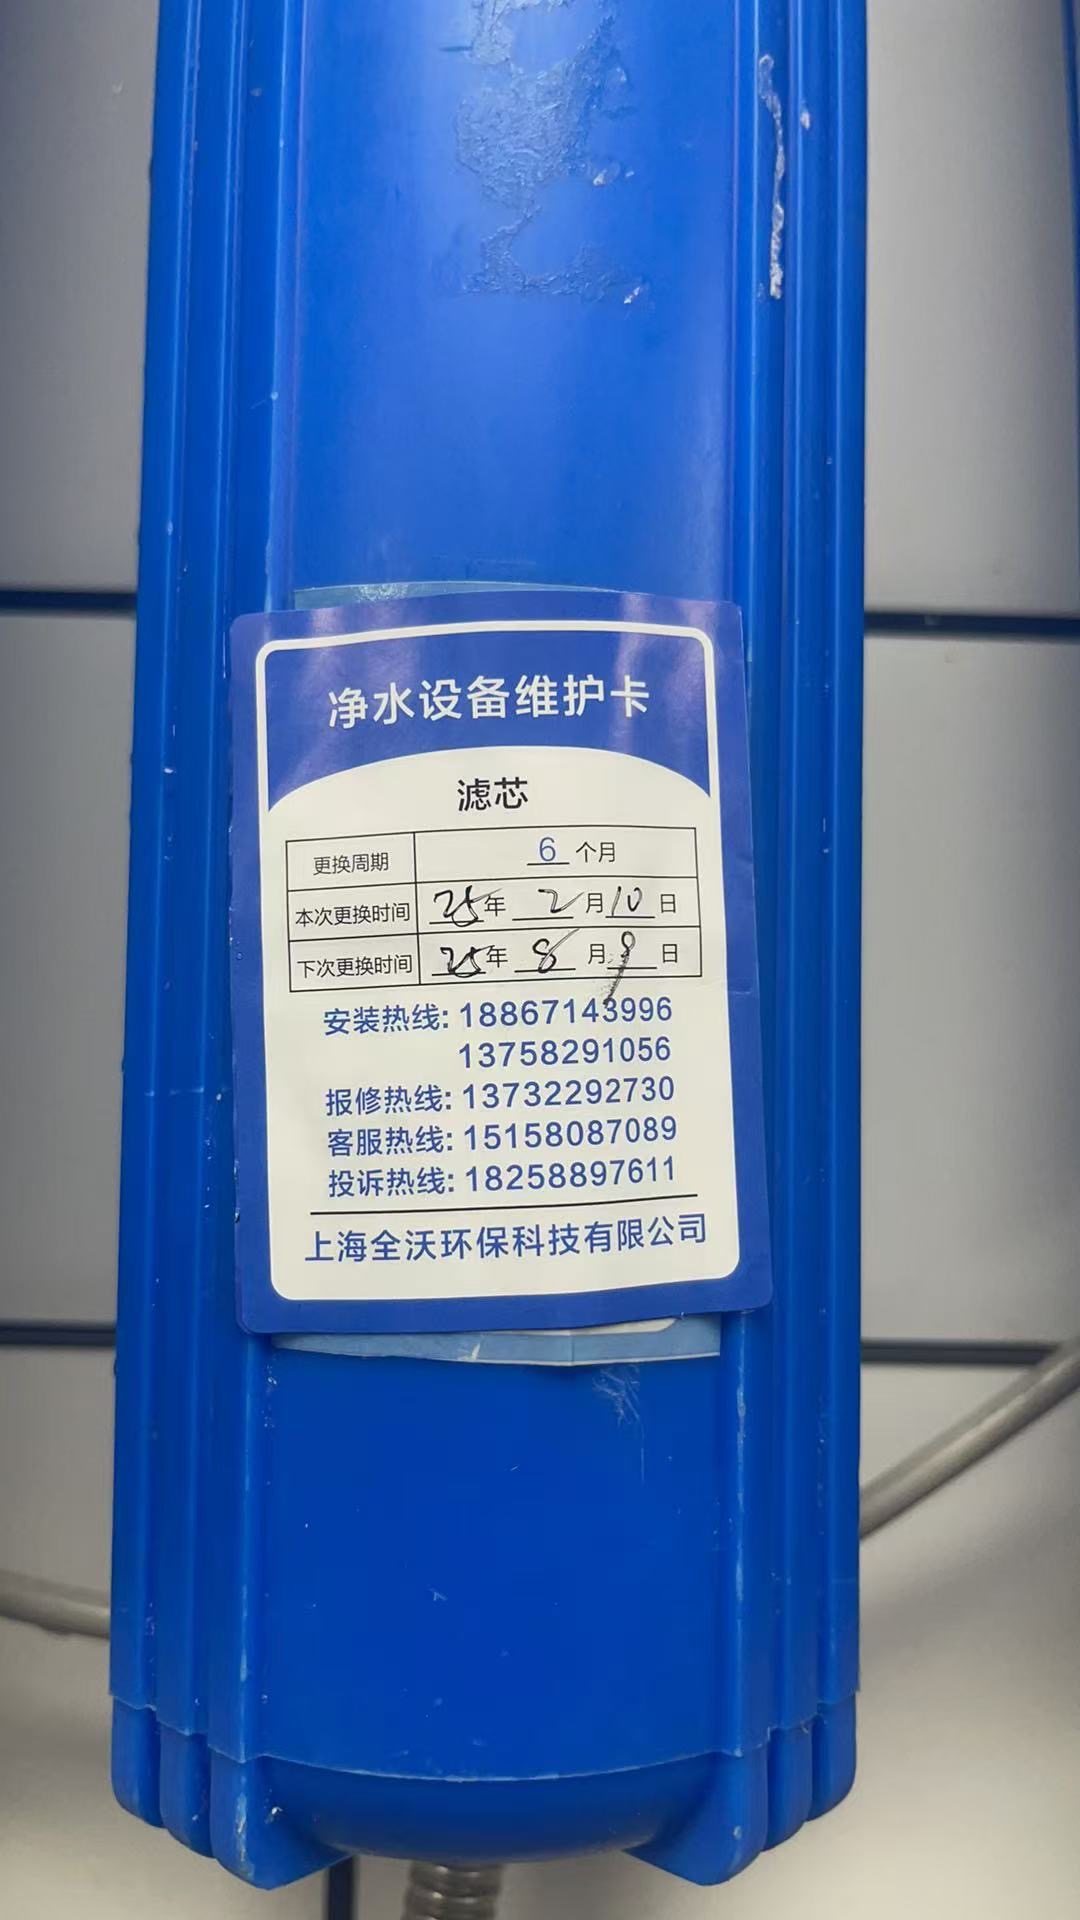 净水设备维护卡
滤芯
更换周期 6 个月
本次更换时间 25年 2月10日
下次更换时间 25年 8月9日
安装热线: 18867143996
13758291056
报修热线: 13732292730
客服热线: 15158087089
投诉热线: 18258897611
上海全沃环保科技有限公司